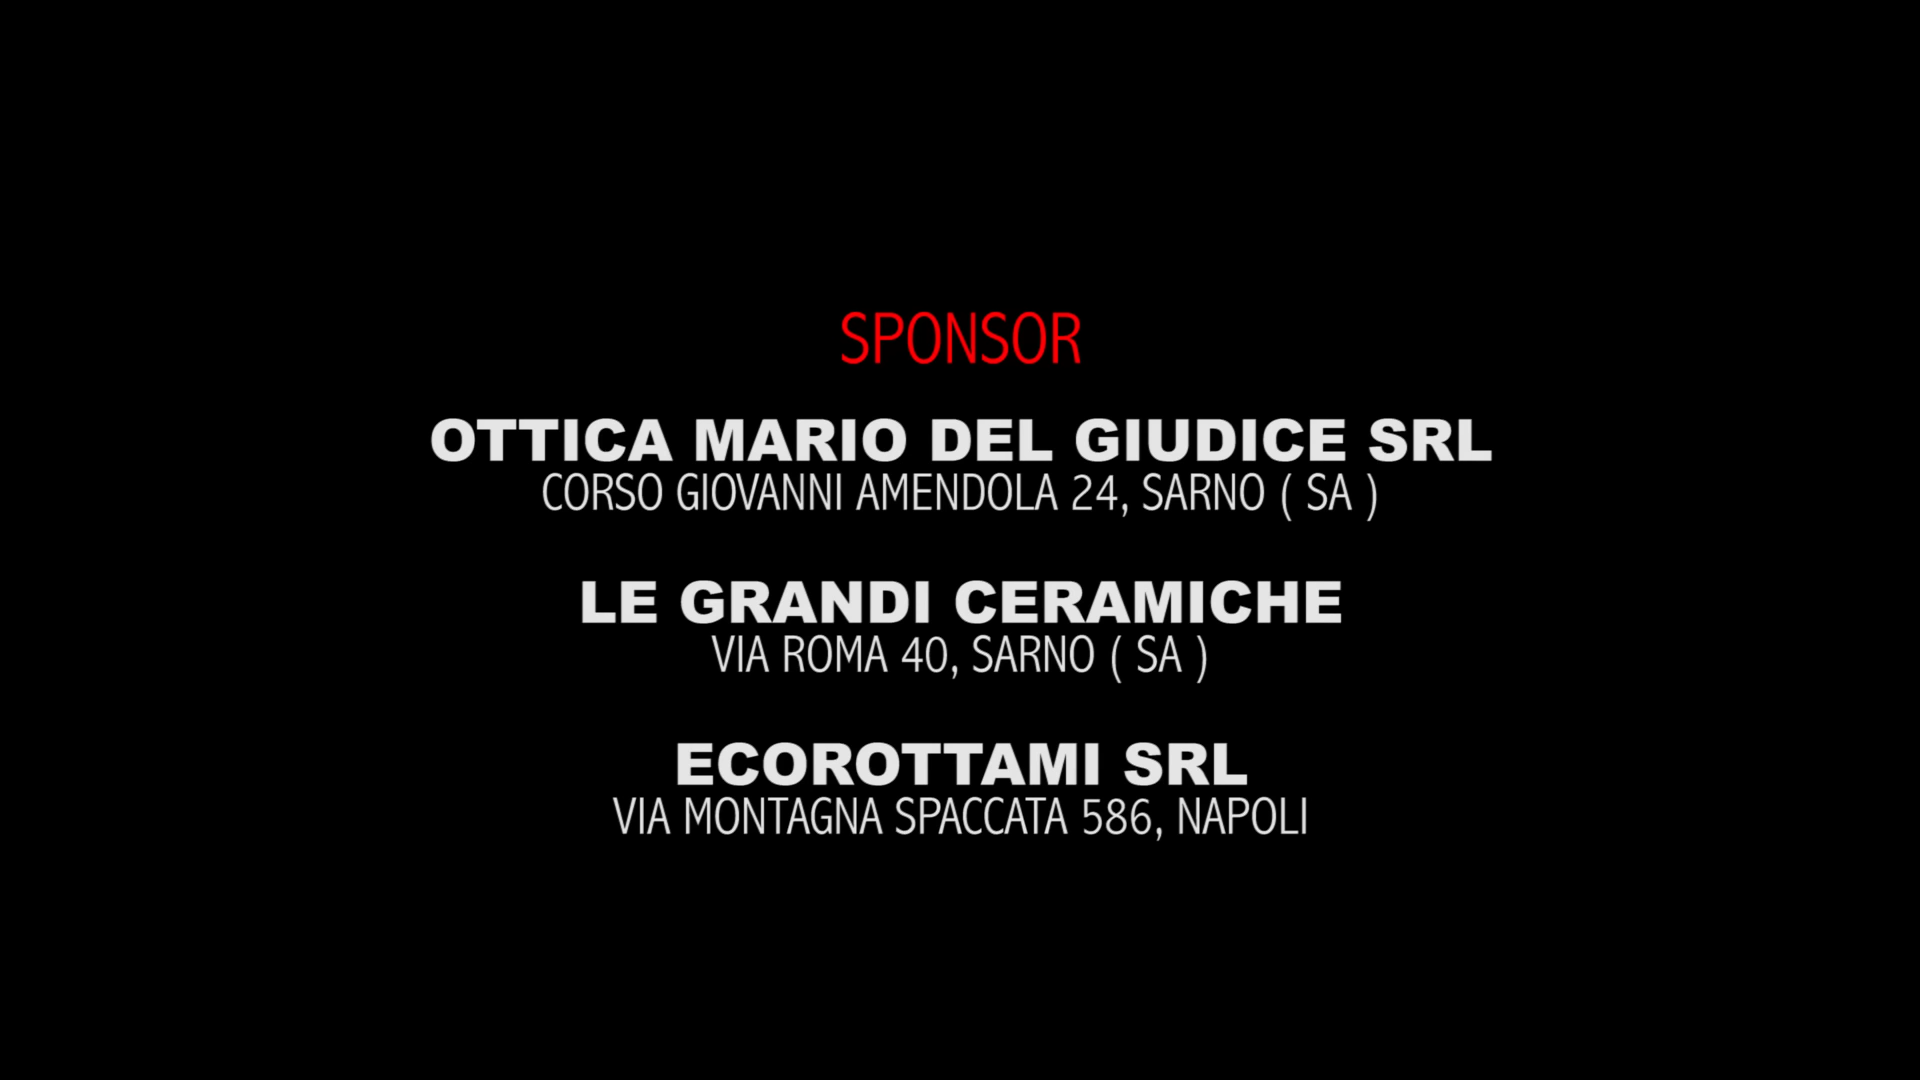 SPONSOR
OTTICA MARIO DEL GIUDICE SRL
CORSO GIOVANNI AMENDOLA 24, SARNO ( SA )
LE GRANDI CERAMICHE
VIA ROMA 40, SARNO ( SA )
ECOROTTAMI SRL
VIA MONTAGNA SPACCATA 586, NAPOLI